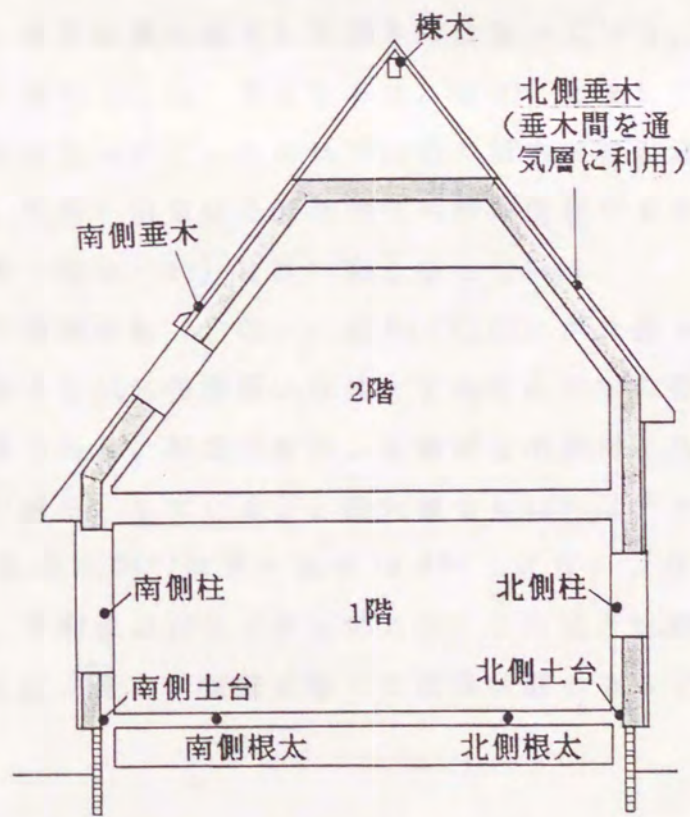 棟木
北側垂木
(垂木間を通
気層に利用)
南側垂木
2階
南側柱
北側柱
1階
南側土台
北側土台
南側根太
北側根太